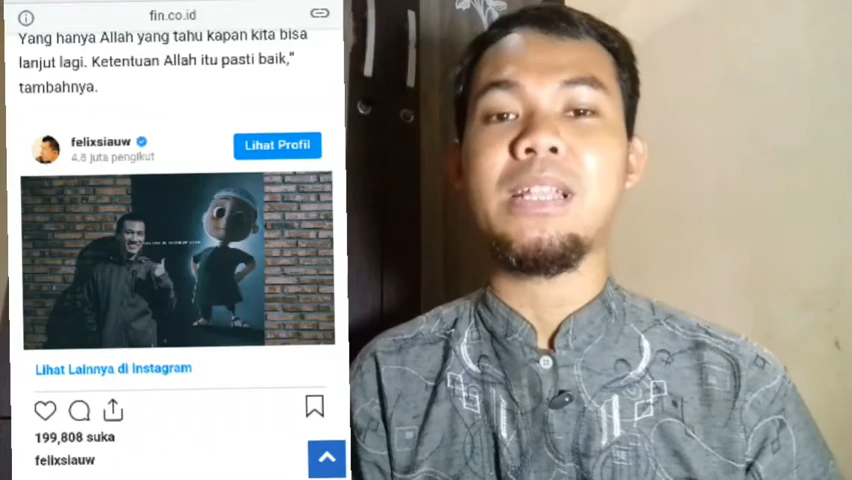 fin.co.id
Yang hanya Allah yang tahu kapan kita bisa
lanjut lagi. Ketentuan Allah itu pasti baik,"
tambahnya.
felixsiauw
4.8 juta pengikut
Lihat Profil
Lihat Lainnya di Instagram
199,808 suka
felixsiauw